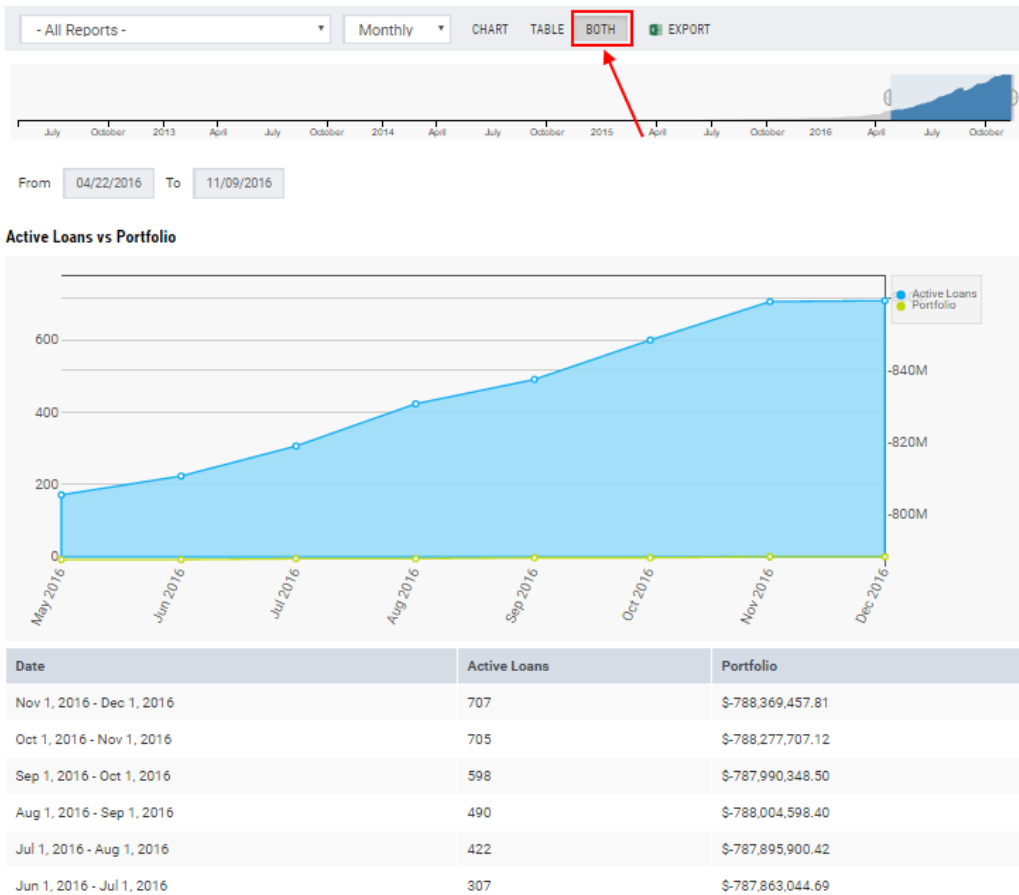 - All Reports - Monthly CHART TABLE BOTH EXPORT
July October 2013 April July October 2014 April July October 2015 April July October 2016 April July October
From 04/22/2016 To 11/09/2016
Active Loans vs Portfolio
Active Loans
Portfolio
600
400
200
0
-840M
-820M
-800M
May 2016 Jun 2016 Jul 2016 Aug 2016 Sep 2016 Oct 2016 Nov 2016 Dec 2016
Date Active Loans Portfolio
Nov 1, 2016 - Dec 1, 2016 707 $-788,369,457.81
Oct 1, 2016 - Nov 1, 2016 705 $-788,277,707.12
Sep 1, 2016 - Oct 1, 2016 598 $-787,990,348.50
Aug 1, 2016 - Sep 1, 2016 490 $-788,004,598.40
Jul 1, 2016 - Aug 1, 2016 422 $-787,895,900.42
Jun 1, 2016 - Jul 1, 2016 307 $-787,863,044.69